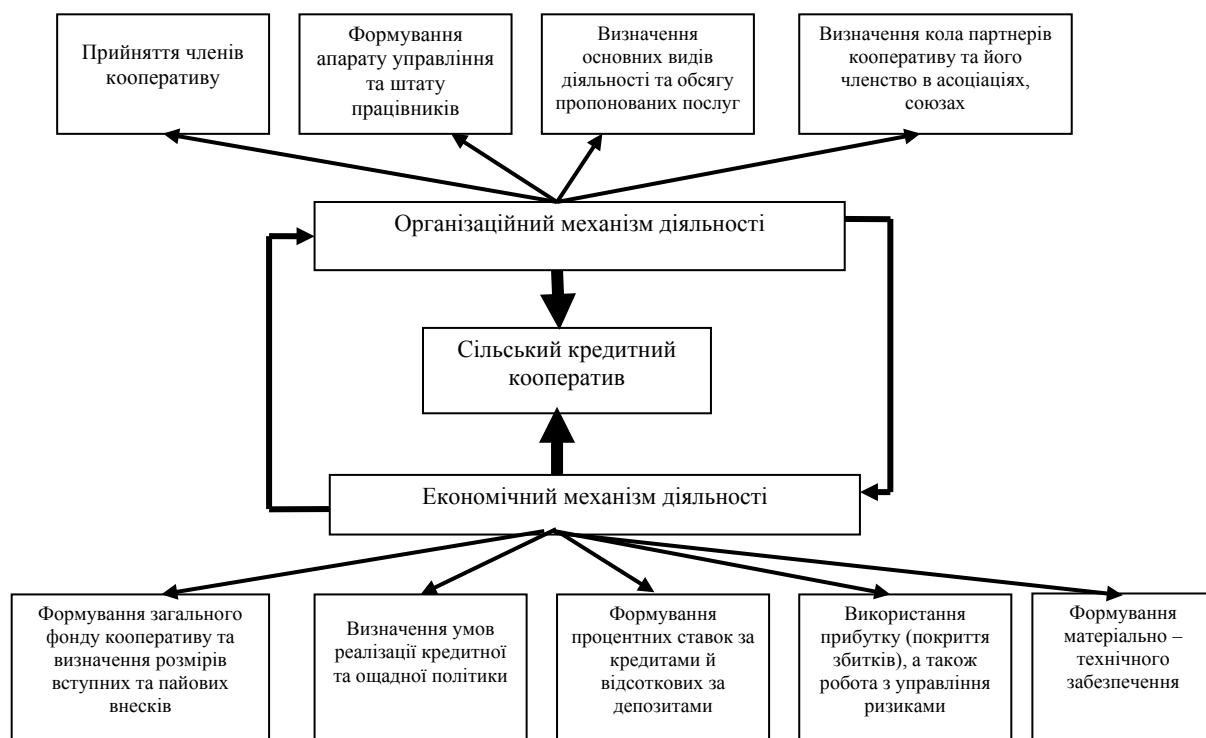 Прийняття членів
кооперативу
Формування
апарату управління
та штату
працівників
Визначення
основних видів
діяльності та обсягу
пропонованих послуг
Визначення кола партнерів
кооперативу та його
членство в асоціаціях,
союзах
Організаційний механізм діяльності
Сільський кредитний
кооператив
Економічний механізм діяльності
Формування загального
фонду кооперативу та
визначення розмірів
вступних та пайових
внесків
Визначення умов
реалізації кредитної
та ощадної політики
Формування
процентних ставок за
кредитами й
відсоткових за
депозитами
Використання
прибутку (покриття
збитків), а також
робота з управління
ризиками
Формування
матеріально –
технічного
забезпечення